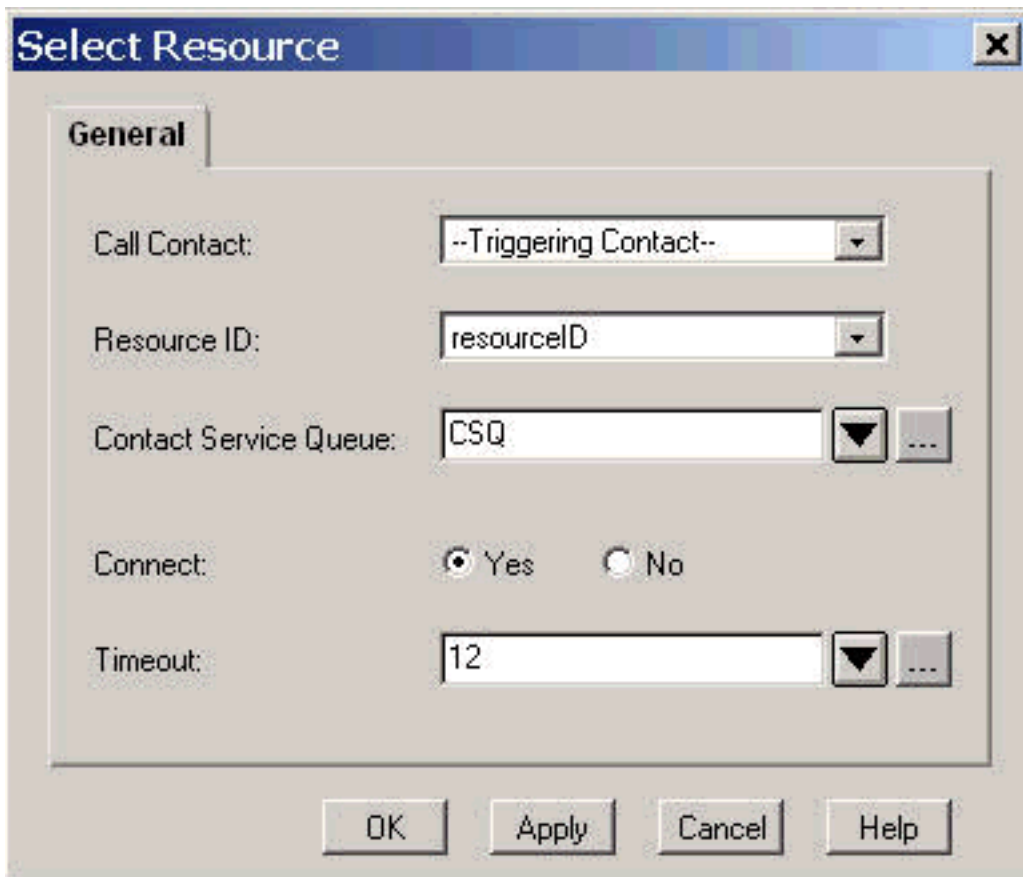 Select Resource
General
Call Contact: --Triggering Contact--
Resource ID: resourceID
Contact Service Queue: CSQ ...
Connect: Yes No
Timeout: 12 ...
OK Apply Cancel Help